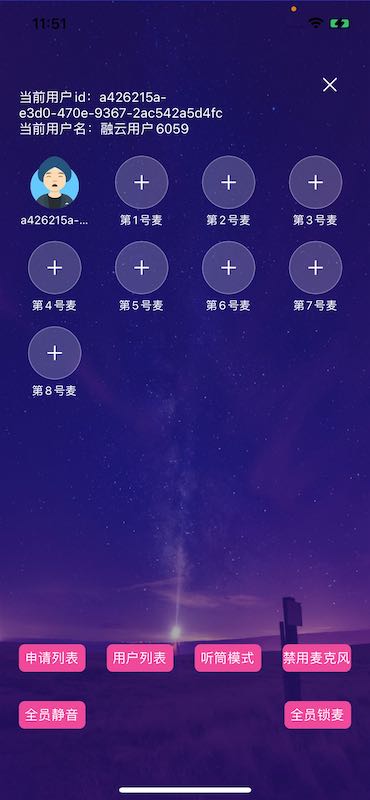 11:51
当前用户id：a426215a-
e3d0-470e-9367-2ac542a5d4fc
当前用户名：融云用户6059
a426215a-...
第1号麦
第2号麦
第3号麦
第4号麦
第5号麦
第6号麦
第7号麦
第8号麦
申请列表
用户列表
听筒模式
禁用麦克风
全员静音
全员锁麦